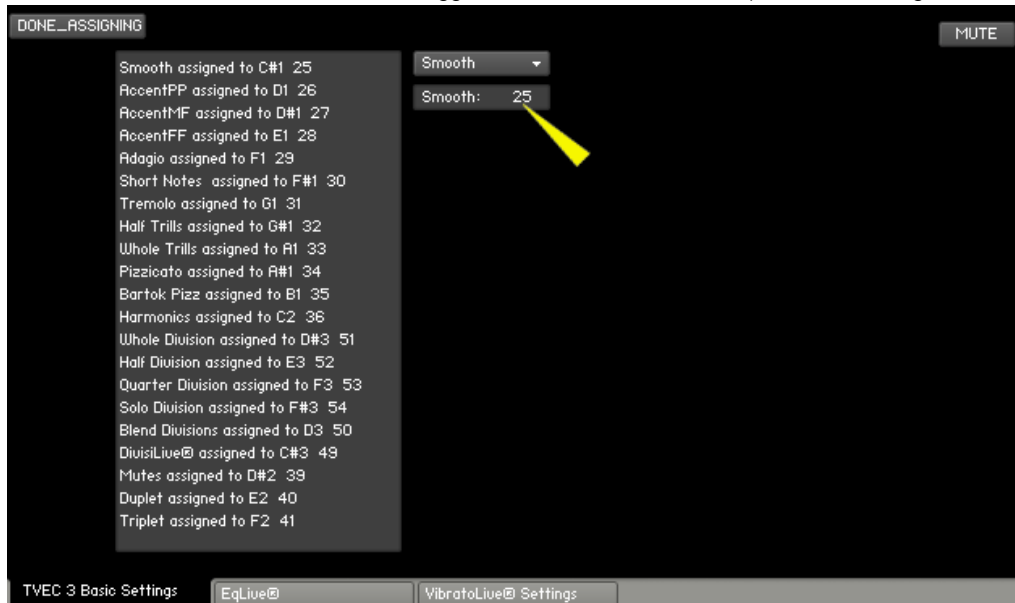 DONE_ASSIGNING
MUTE
Smooth assigned to C#1 25
AccentPP assigned to D1 26
AccentMF assigned to D#1 27
AccentFF assigned to E1 28
Adagio assigned to F1 29
Short Notes assigned to F#1 30
Tremolo assigned to G1 31
Half Trills assigned to G#1 32
Whole Trills assigned to A1 33
Pizzicato assigned to A#1 34
Bartok Pizz assigned to B1 35
Harmonics assigned to C2 36
Whole Division assigned to D#3 51
Half Division assigned to E3 52
Quarter Division assigned to F3 53
Solo Division assigned to F#3 54
Blend Divisions assigned to D3 50
DivisiLive® assigned to C#3 49
Mutes assigned to D#2 39
Duplet assigned to E2 40
Triplet assigned to F2 41
Smooth
Smooth: 25
TVEC 3 Basic Settings
EqLive®
VibratoLive® Settings